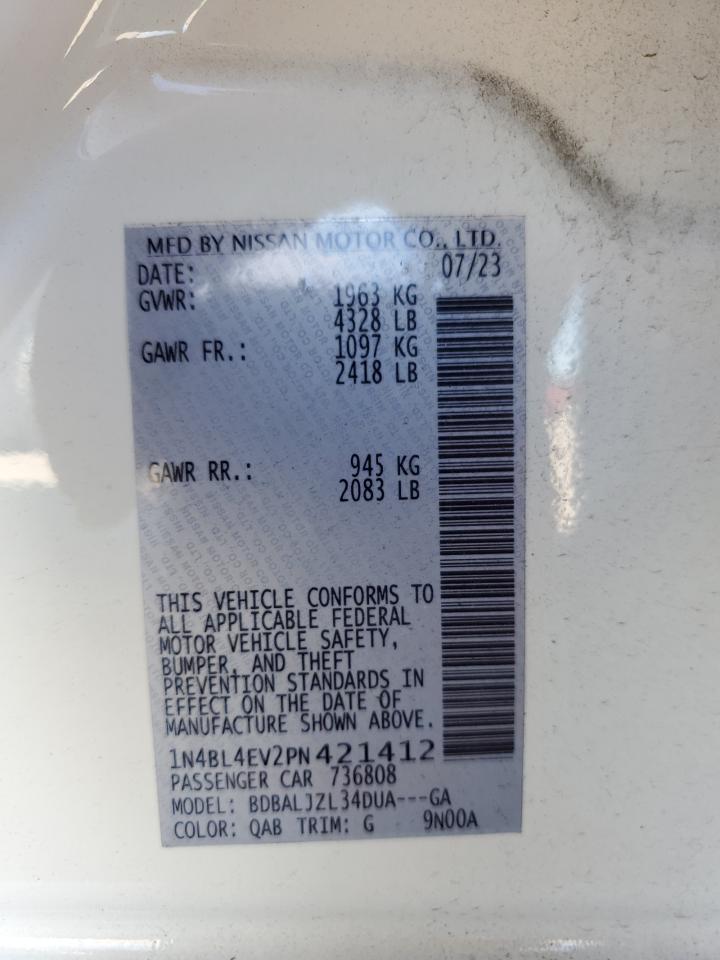 MFD BY NISSAN MOTOR CO., LTD.
DATE: 07/23
GVWR: 1963 KG
4328 LB
GAWR FR.: 1097 KG
2418 LB
GAWR RR.: 945 KG
2083 LB
THIS VEHICLE CONFORMS TO
ALL APPLICABLE FEDERAL
MOTOR VEHICLE SAFETY,
BUMPER, AND THEFT
PREVENTION STANDARDS IN
EFFECT ON THE DATE OF
MANUFACTURE SHOWN ABOVE.
1N4BL4EV2PN421412
PASSENGER CAR 736808
MODEL: BDBALJZL34DUA---GA
COLOR: QAB TRIM: G 9N00A